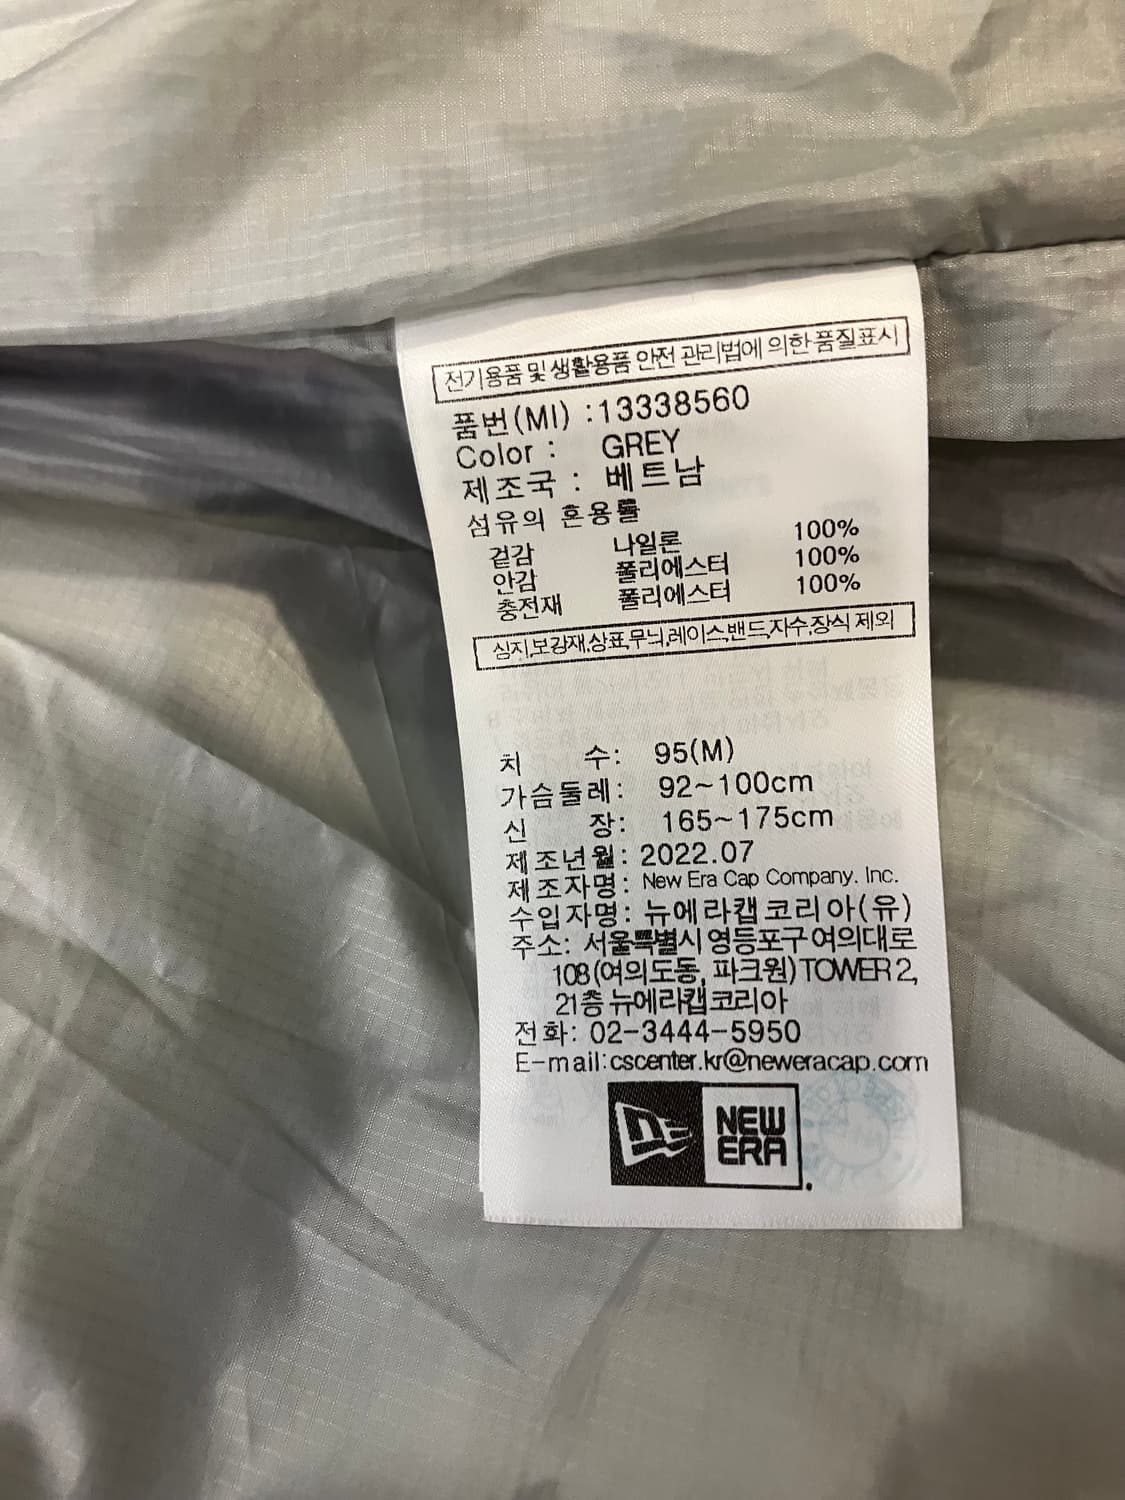 전기용품 및 생활용품 안전 관리법에 의한 품질표시
품번(MI) :13338560
Color : GREY
제조국 : 베트남
섬유의 혼용률
겉감 나일론 100%
안감 폴리에스터 100%
충전재 폴리에스터 100%
심지,보강재,상표,무늬,레이스,밴드,자수,장식 제외
치 수: 95(M)
가슴둘레: 92~100cm
신 장: 165~175cm
제조년월: 2022.07
제조자명: New Era Cap Company. Inc.
수입자명: 뉴에라캡코리아(유)
주소: 서울특별시 영등포구 여의대로
108 (여의도동, 파크원) TOWER 2,
21층 뉴에라캡코리아
전화: 02-3444-5950
E-mail:cscenter.kr@neweracap.com
NEW
ERA